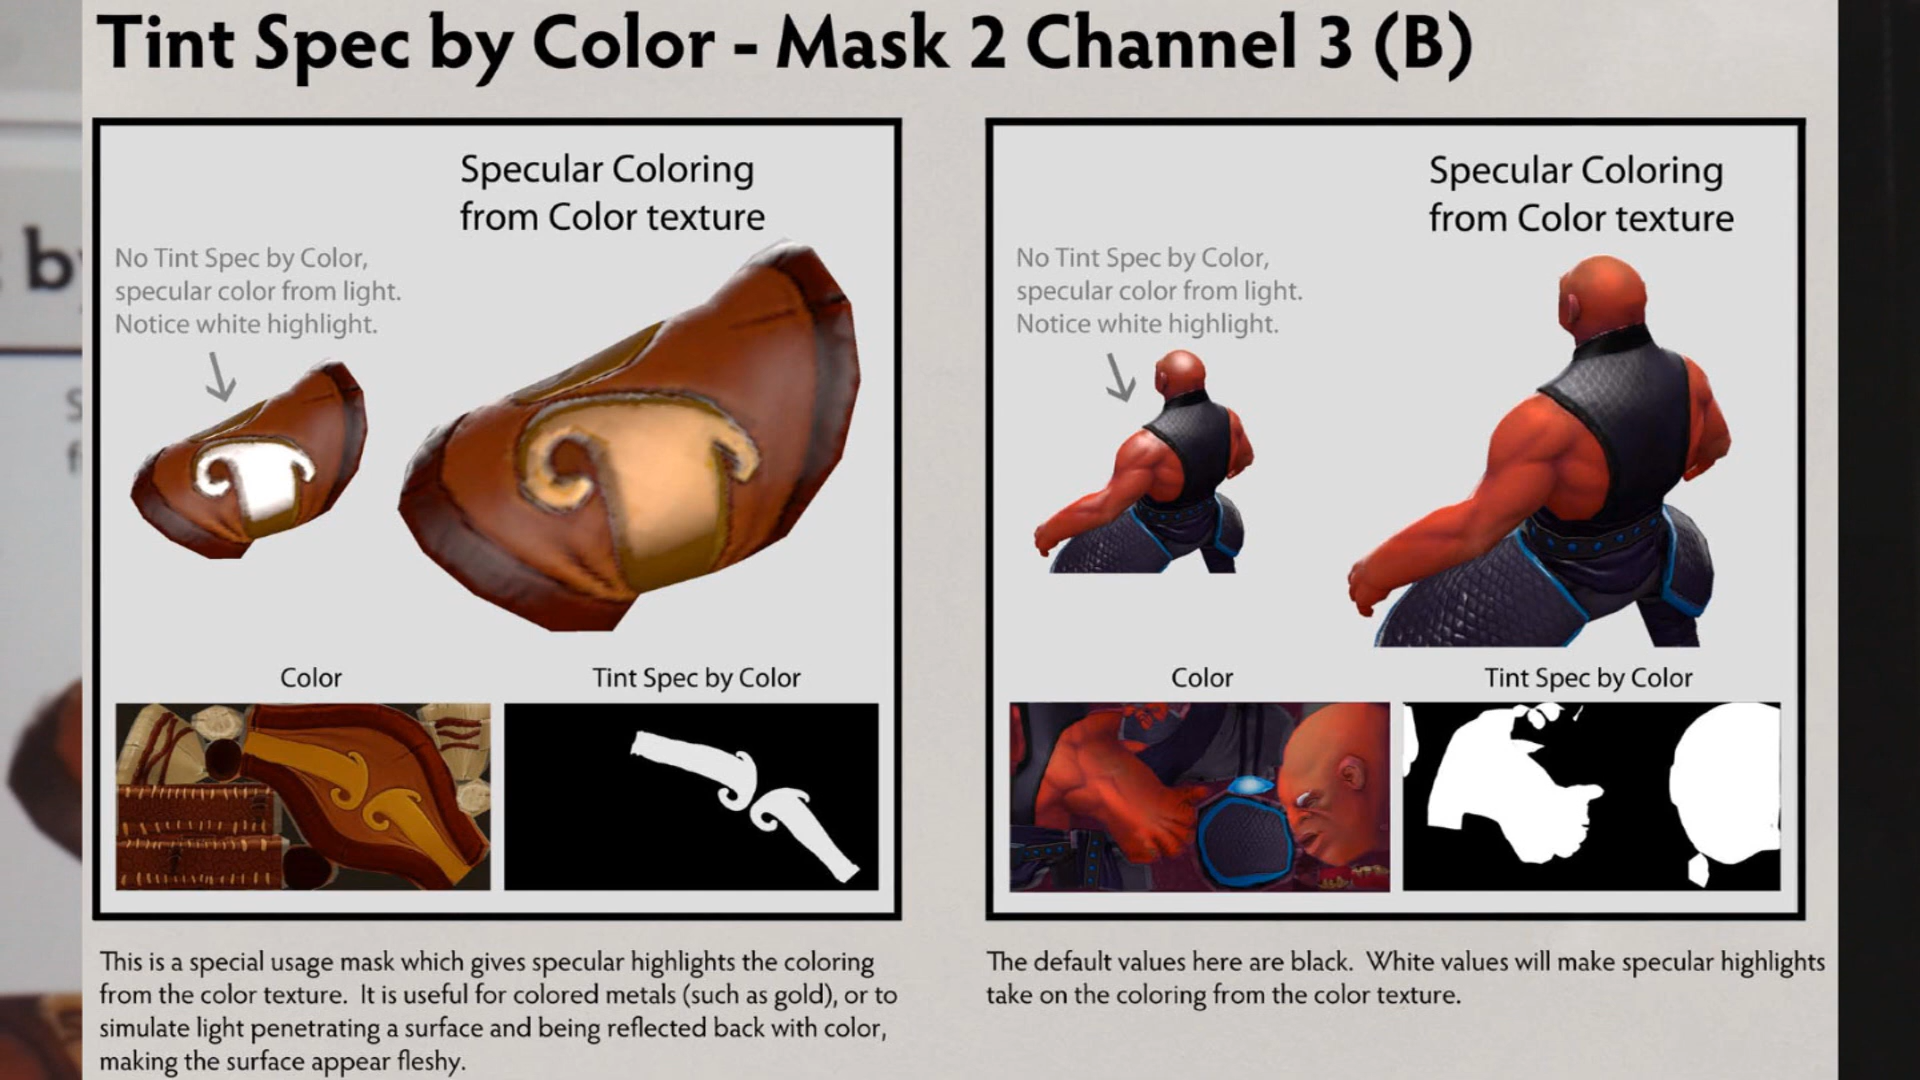 Tint Spec by Color - Mask 2 Channel 3 (B)
Specular Coloring
from Color texture
No Tint Spec by Color,
specular color from light.
Notice white highlight.
Color
Tint Spec by Color
This is a special usage mask which gives specular highlights the coloring
from the color texture. It is useful for colored metals (such as gold), or to
simulate light penetrating a surface and being reflected back with color,
making the surface appear fleshy.
Specular Coloring
from Color texture
No Tint Spec by Color,
specular color from light.
Notice white highlight.
Color
Tint Spec by Color
The default values here are black. White values will make specular highlights
take on the coloring from the color texture.
b